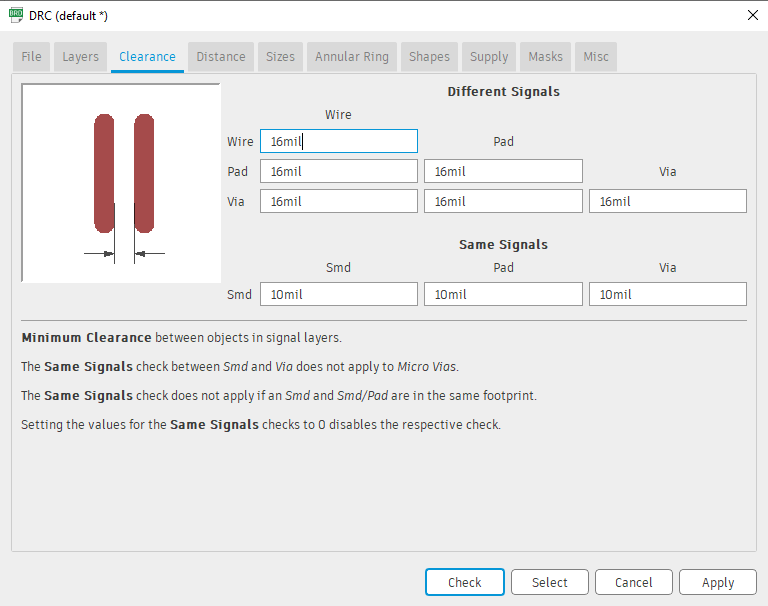 BRD DRC (default *)
File Layers Clearance Distance Sizes Annular Ring Shapes Supply Masks Misc
Different Signals
Wire
Wire 16mil Pad
Pad 16mil 16mil Via
Via 16mil 16mil 16mil
Same Signals
Smd Pad Via
Smd 10mil 10mil 10mil
Minimum Clearance between objects in signal layers.
The Same Signals check between Smd and Via does not apply to Micro Vias.
The Same Signals check does not apply if an Smd and Smd/Pad are in the same footprint.
Setting the values for the Same Signals checks to 0 disables the respective check.
Check Select Cancel Apply